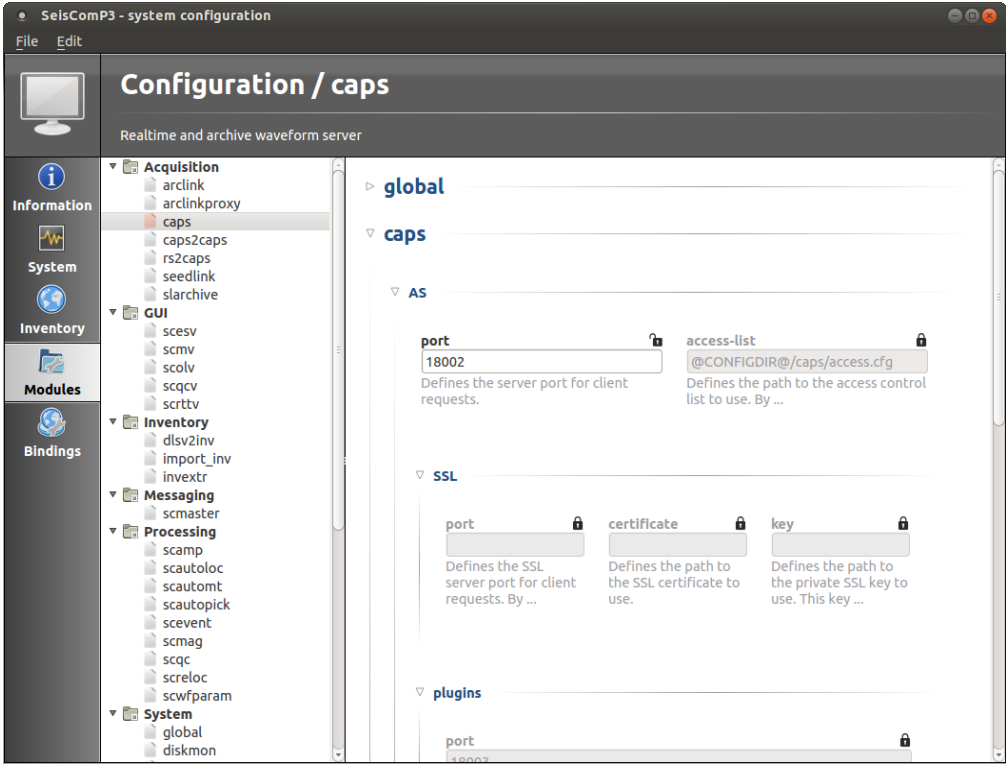 SeisComP3 - system configuration
File Edit
Configuration / caps
Realtime and archive waveform server
Information
System
Inventory
Modules
Bindings
Acquisition
arclink
arclinkproxy
caps
caps2caps
rs2caps
seedlink
slarchive
GUI
scesv
scmv
scolv
scqcv
scrttv
Inventory
dlsv2inv
import_inv
invextr
Messaging
scmaster
Processing
scamp
scautoloc
scautomt
scautopick
scevent
scmag
scqc
screloc
scwfparam
System
global
diskmon
global
caps
AS
port
18002
Defines the server port for client
requests.
access-list
@CONFIGDIR@/caps/access.cfg
Defines the path to the access control
list to use. By ...
SSL
port
Defines the SSL
server port for client
requests. By ...
certificate
Defines the path to
the SSL certificate to
use.
key
Defines the path to
the private SSL key to
use. This key ...
plugins
port
18003